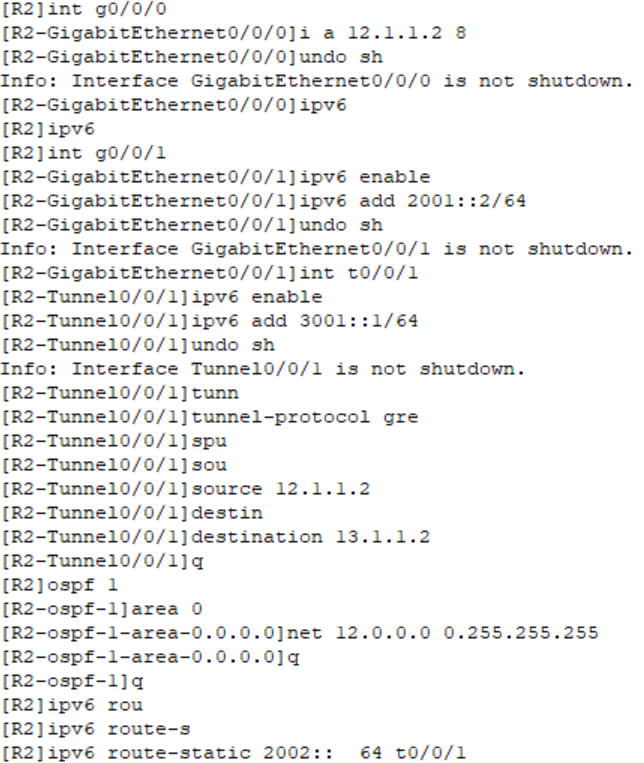 [R2]int g0/0/0
[R2-GigabitEthernet0/0/0]i a 12.1.1.2 8
[R2-GigabitEthernet0/0/0]undo sh
Info: Interface GigabitEthernet0/0/0 is not shutdown.
[R2-GigabitEthernet0/0/0]ipv6
[R2]ipv6
[R2]int g0/0/1
[R2-GigabitEthernet0/0/1]ipv6 enable
[R2-GigabitEthernet0/0/1]ipv6 add 2001::2/64
[R2-GigabitEthernet0/0/1]undo sh
Info: Interface GigabitEthernet0/0/1 is not shutdown.
[R2-GigabitEthernet0/0/1]int t0/0/1
[R2-Tunnel0/0/1]ipv6 enable
[R2-Tunnel0/0/1]ipv6 add 3001::1/64
[R2-Tunnel0/0/1]undo sh
Info: Interface Tunnel0/0/1 is not shutdown.
[R2-Tunnel0/0/1]tunn
[R2-Tunnel0/0/1]tunnel-protocol gre
[R2-Tunnel0/0/1]spu
[R2-Tunnel0/0/1]sou
[R2-Tunnel0/0/1]source 12.1.1.2
[R2-Tunnel0/0/1]destin
[R2-Tunnel0/0/1]destination 13.1.1.2
[R2-Tunnel0/0/1]q
[R2]ospf 1
[R2-ospf-1]area 0
[R2-ospf-1-area-0.0.0.0]net 12.0.0.0 0.255.255.255
[R2-ospf-1-area-0.0.0.0]q
[R2-ospf-1]q
[R2]ipv6 rou
[R2]ipv6 route-s
[R2]ipv6 route-static 2002::  64 t0/0/1